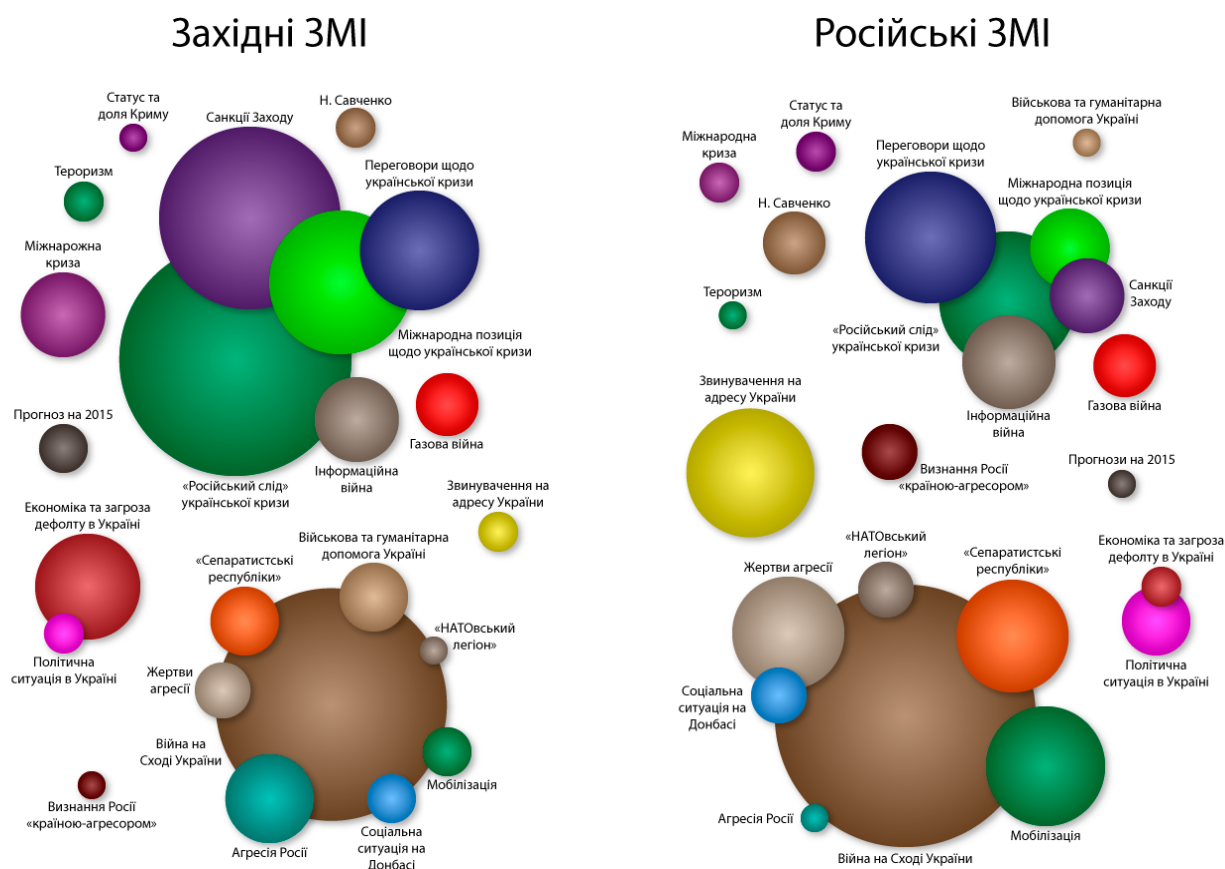 Західні ЗМІ
Статус та
доля Криму
Санкції Заходу
Н. Савченко
Тероризм
Переговори щодо
української кризи
Міжнарожна
криза
Міжнародна позиція
щодо української кризи
Прогноз на 2015
Газова війна
Інформаційна
війна
«Російський слід»
української кризи
Звинувачення на
адресу України
Економіка та загроза
дефолту в Україні
Військова та гуманітарна
допомога Україні
«Сепаратистські
республіки»
«НАТОвський
легіон»
Політична
ситуація в Україні
Жертви
агресії
Війна на
Сході України
Мобілізація
Визнання Росії
«країною-агресором»
Агресія Росії
Соціальна
ситуація на
Донбасі
Російські ЗМІ
Статус та
доля Криму
Військова та гуманітарна
допомога Україні
Міжнародна
криза
Переговори щодо
української кризи
Міжнародна позиція
щодо української кризи
Н. Савченко
Тероризм
Санкції
Заходу
«Російський слід»
української кризи
Звинувачення на
адресу України
Газова війна
Інформаційна
війна
Визнання Росії
«країною-агресором»
Прогнози на 2015
«НАТОвський
легіон»
Жертви агресії
«Сепаратистські
республіки»
Економіка та загроза
дефолту в Україні
Політична
ситуація в Україні
Соціальна
ситуація на
Донбасі
Агресія Росії
Мобілізація
Війна на Сході України